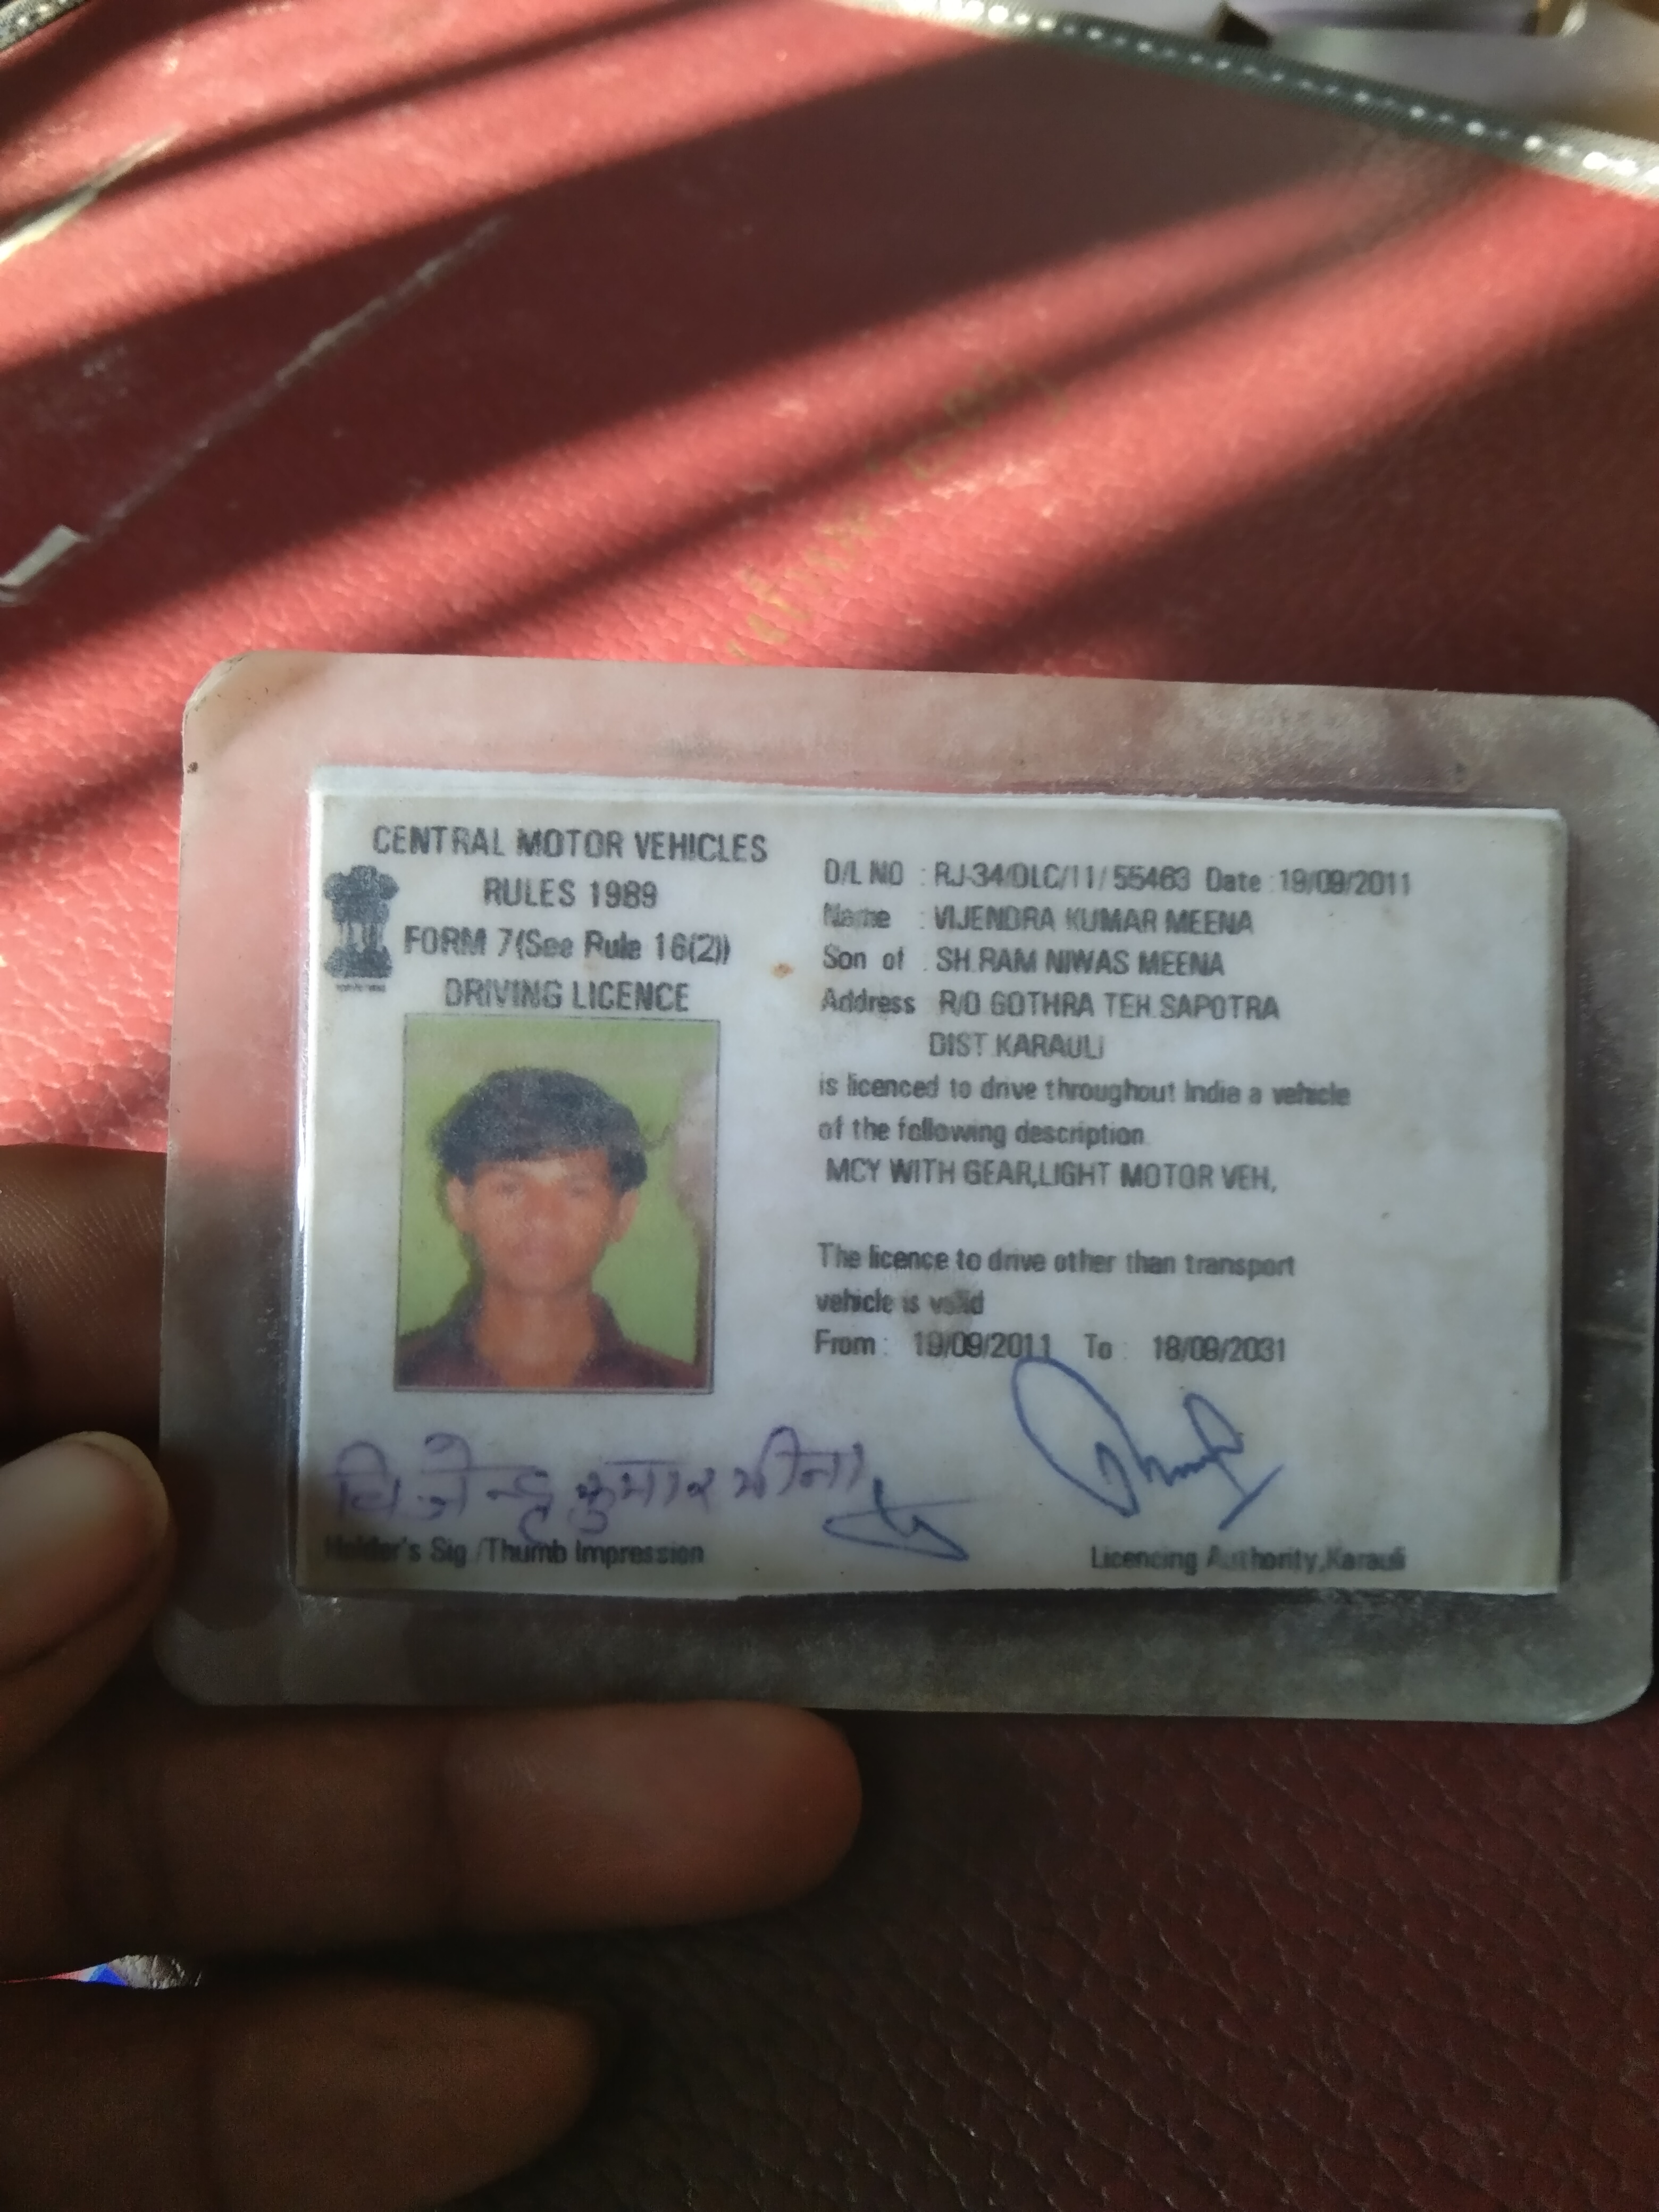 CENTRAL MOTOR VEHICLES
RULES 1989
FORM 7(See Rule 16(2))
DRIVING LICENCE
D/L NO : RJ-34/DLC/11/55463 Date :19/09/2011
Name : VIJENDRA KUMAR MEENA
Son of : SH.RAM NIWAS MEENA
Address R/O GOTHRA TEH.SAPOTRA
DIST.KARAULI
is licenced to drive throughout India a vehicle
of the following description
MCY WITH GEAR,LIGHT MOTOR VEH,
The licence to drive other than transport
vehicle is valid
From : 19/09/2011 To : 18/09/2031
विजेन्द्र कुमार मीना
Holder's Sig./Thumb Impression
Licencing Authority,Karauli